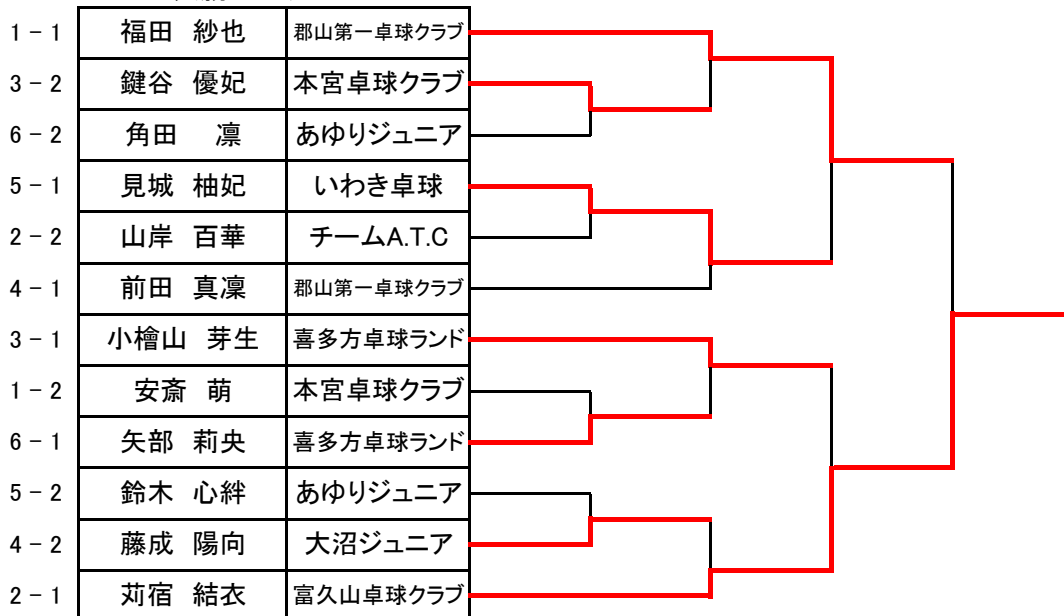 1 − 1 福田 紗也 郡山第一卓球クラブ
3 − 2 鍵谷 優妃 本宮卓球クラブ
6 − 2 角田 凛 あゆりジュニア
5 − 1 見城 柚妃 いわき卓球
2 − 2 山岸 百華 チームA.T.C
4 − 1 前田 真凜 郡山第一卓球クラブ
3 − 1 小檜山 芽生 喜多方卓球ランド
1 − 2 安斎 萌 本宮卓球クラブ
6 − 1 矢部 莉央 喜多方卓球ランド
5 − 2 鈴木 心絆 あゆりジュニア
4 − 2 藤成 陽向 大沼ジュニア
2 − 1 苅宿 結衣 富久山卓球クラブ